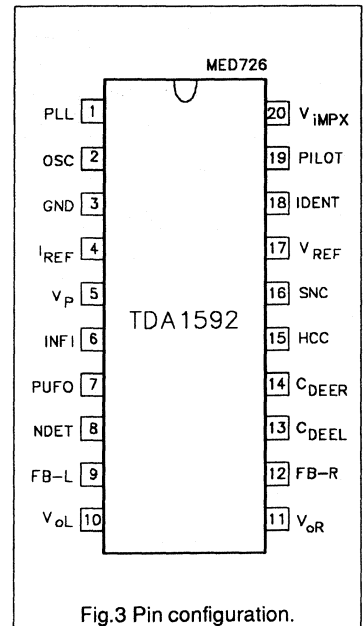 MED726
PLL 1 20 ViMPX
OSC 2 19 PILOT
GND 3 18 IDENT
IREF 4 17 VREF
VP 5 16 SNC
TDA1592
INFI 6 15 HCC
PUFO 7 14 CDEER
NDET 8 13 CDEEL
FB-L 9 12 FB-R
VoL 10 11 VoR
Fig.3 Pin configuration.